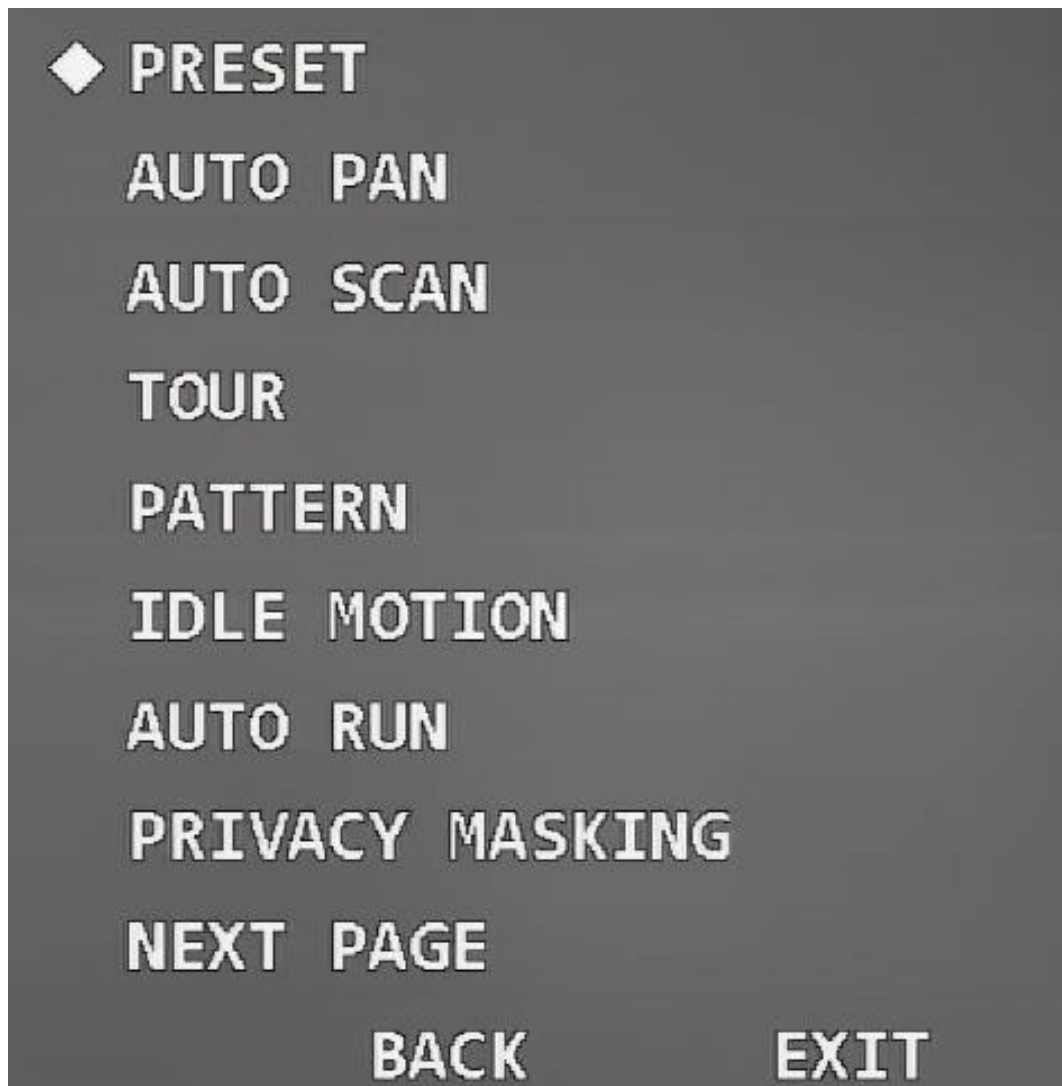 PRESET
AUTO PAN
AUTO SCAN
TOUR
PATTERN
IDLE MOTION
AUTO RUN
PRIVACY MASKING
NEXT PAGE
BACK EXIT